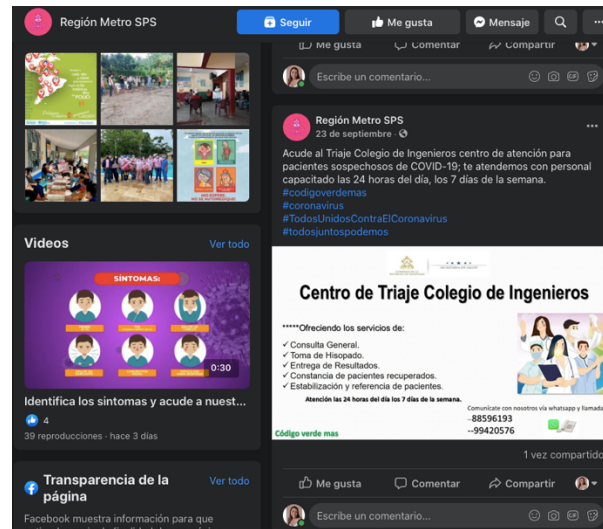 Región Metro SPS
Seguir
Me gusta
Mensaje
Me gusta
Comentar
Compartir
Escribe un comentario...
Videos
Ver todo
SÍNTOMAS:
0:30
Identifica los sintomas y acude a nuest...
4
39 reproducciones · hace 3 días
Transparencia de la
página
Ver todo
Facebook muestra información para que
Región Metro SPS
23 de septiembre ·
Acude al Triaje Colegio de Ingenieros centro de atención para
pacientes sospechosos de COVID-19; te atendemos con personal
capacitado las 24 horas del día, los 7 días de la semana.
#codigoverdemas
#coronavirus
#TodosUnidosContraElCoronavirus
#todosjuntospodemos
Centro de Triaje Colegio de Ingenieros
*****Ofreciendo los servicios de:
✓ Consulta General.
✓ Toma de Hisopado.
✓ Entrega de Resultados.
✓ Constancia de pacientes recuperados.
✓ Estabilización y referencia de pacientes.
Atención las 24 horas del día los 7 días de la semana.
Comunícate con nosotros vía whatsapp y llamada
--88596193
--99420576
Código verde mas
1 vez compartido
Me gusta
Comentar
Compartir
Escribe un comentario...